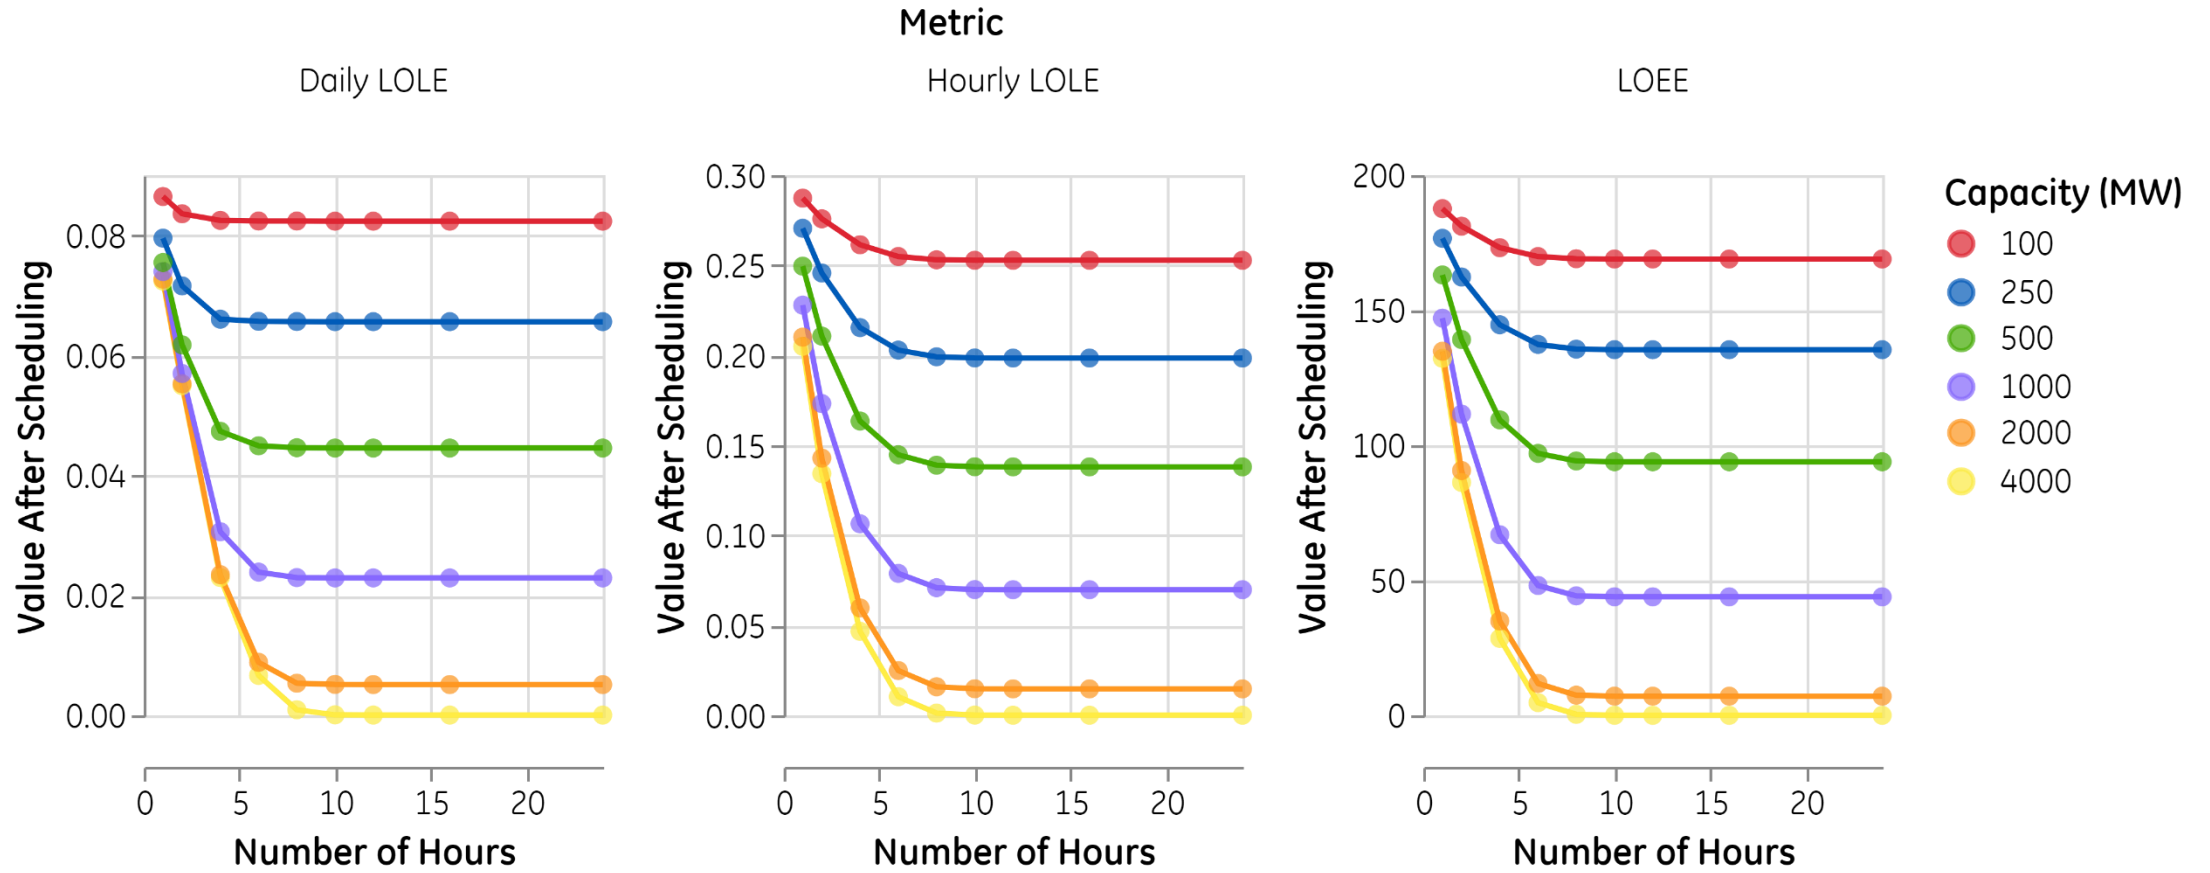 Metric
Daily LOLE
Hourly LOLE
LOEE
Value After Scheduling
0.08
0.06
0.04
0.02
0.00
0 5 10 15 20
Number of Hours
Value After Scheduling
0.30
0.25
0.20
0.15
0.10
0.05
0.00
0 5 10 15 20
Number of Hours
Value After Scheduling
200
150
100
50
0
0 5 10 15 20
Number of Hours
Capacity (MW)
100
250
500
1000
2000
4000